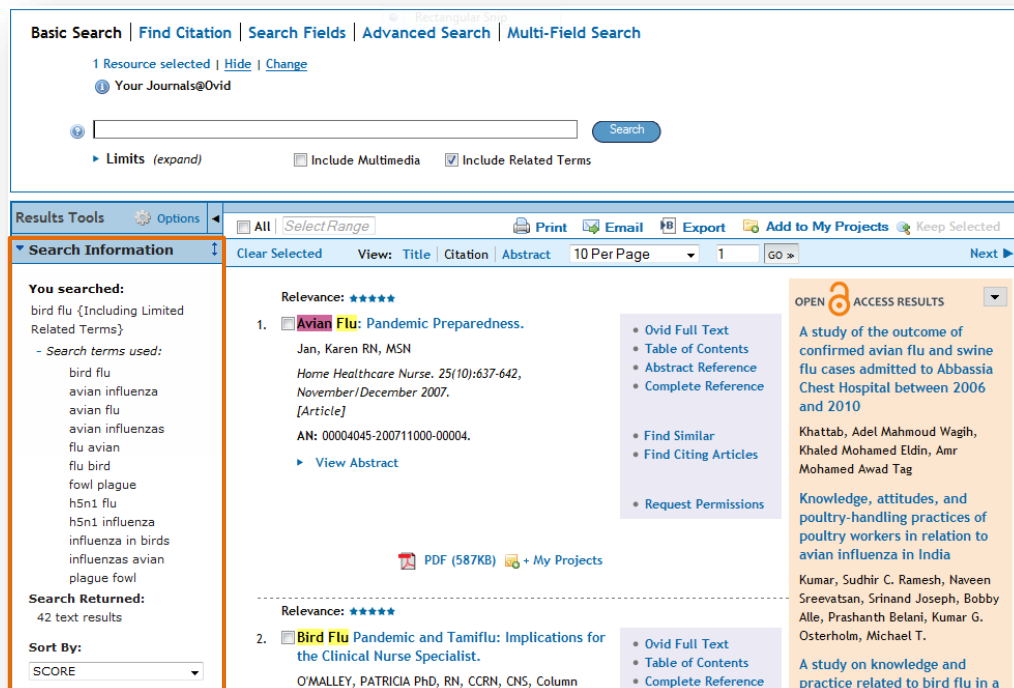 Rectangular Snip
Basic Search | Find Citation | Search Fields | Advanced Search | Multi-Field Search
1 Resource selected | Hide | Change
Your Journals@Ovid
Search
Limits (expand)
Include Multimedia
Include Related Terms
Results Tools
Options
All
Select Range
Print
Email
Export
Add to My Projects
Keep Selected
Search Information
Clear Selected
View: Title | Citation | Abstract
10 Per Page
1
GO »
Next
You searched:
bird flu {Including Limited
Related Terms}
- Search terms used:
bird flu
avian influenza
avian flu
avian influenzas
flu avian
flu bird
fowl plague
h5n1 flu
h5n1 influenza
influenza in birds
influenzas avian
plague fowl
Search Returned:
42 text results
Sort By:
SCORE
Relevance: ★★★★★
1. Avian Flu: Pandemic Preparedness.
Jan, Karen RN, MSN
Home Healthcare Nurse. 25(10):637-642,
November/December 2007.
[Article]
AN: 00004045-200711000-00004.
View Abstract
• Ovid Full Text
• Table of Contents
• Abstract Reference
• Complete Reference
• Find Similar
• Find Citing Articles
• Request Permissions
PDF (587KB)
+ My Projects
Relevance: ★★★★★
2. Bird Flu Pandemic and Tamiflu: Implications for
the Clinical Nurse Specialist.
O'MALLEY, PATRICIA PhD, RN, CCRN, CNS, Column
• Ovid Full Text
• Table of Contents
• Complete Reference
OPEN ACCESS RESULTS
A study of the outcome of
confirmed avian flu and swine
flu cases admitted to Abbassia
Chest Hospital between 2006
and 2010
Khattab, Adel Mahmoud Wagih,
Khaled Mohamed Eldin, Amr
Mohamed Awad Tag
Knowledge, attitudes, and
poultry-handling practices of
poultry workers in relation to
avian influenza in India
Kumar, Sudhir C. Ramesh, Naveen
Sreevatsan, Srinand Joseph, Bobby
Alle, Prashanth Belani, Kumar G.
Osterholm, Michael T.
A study on knowledge and
practice related to bird flu in a